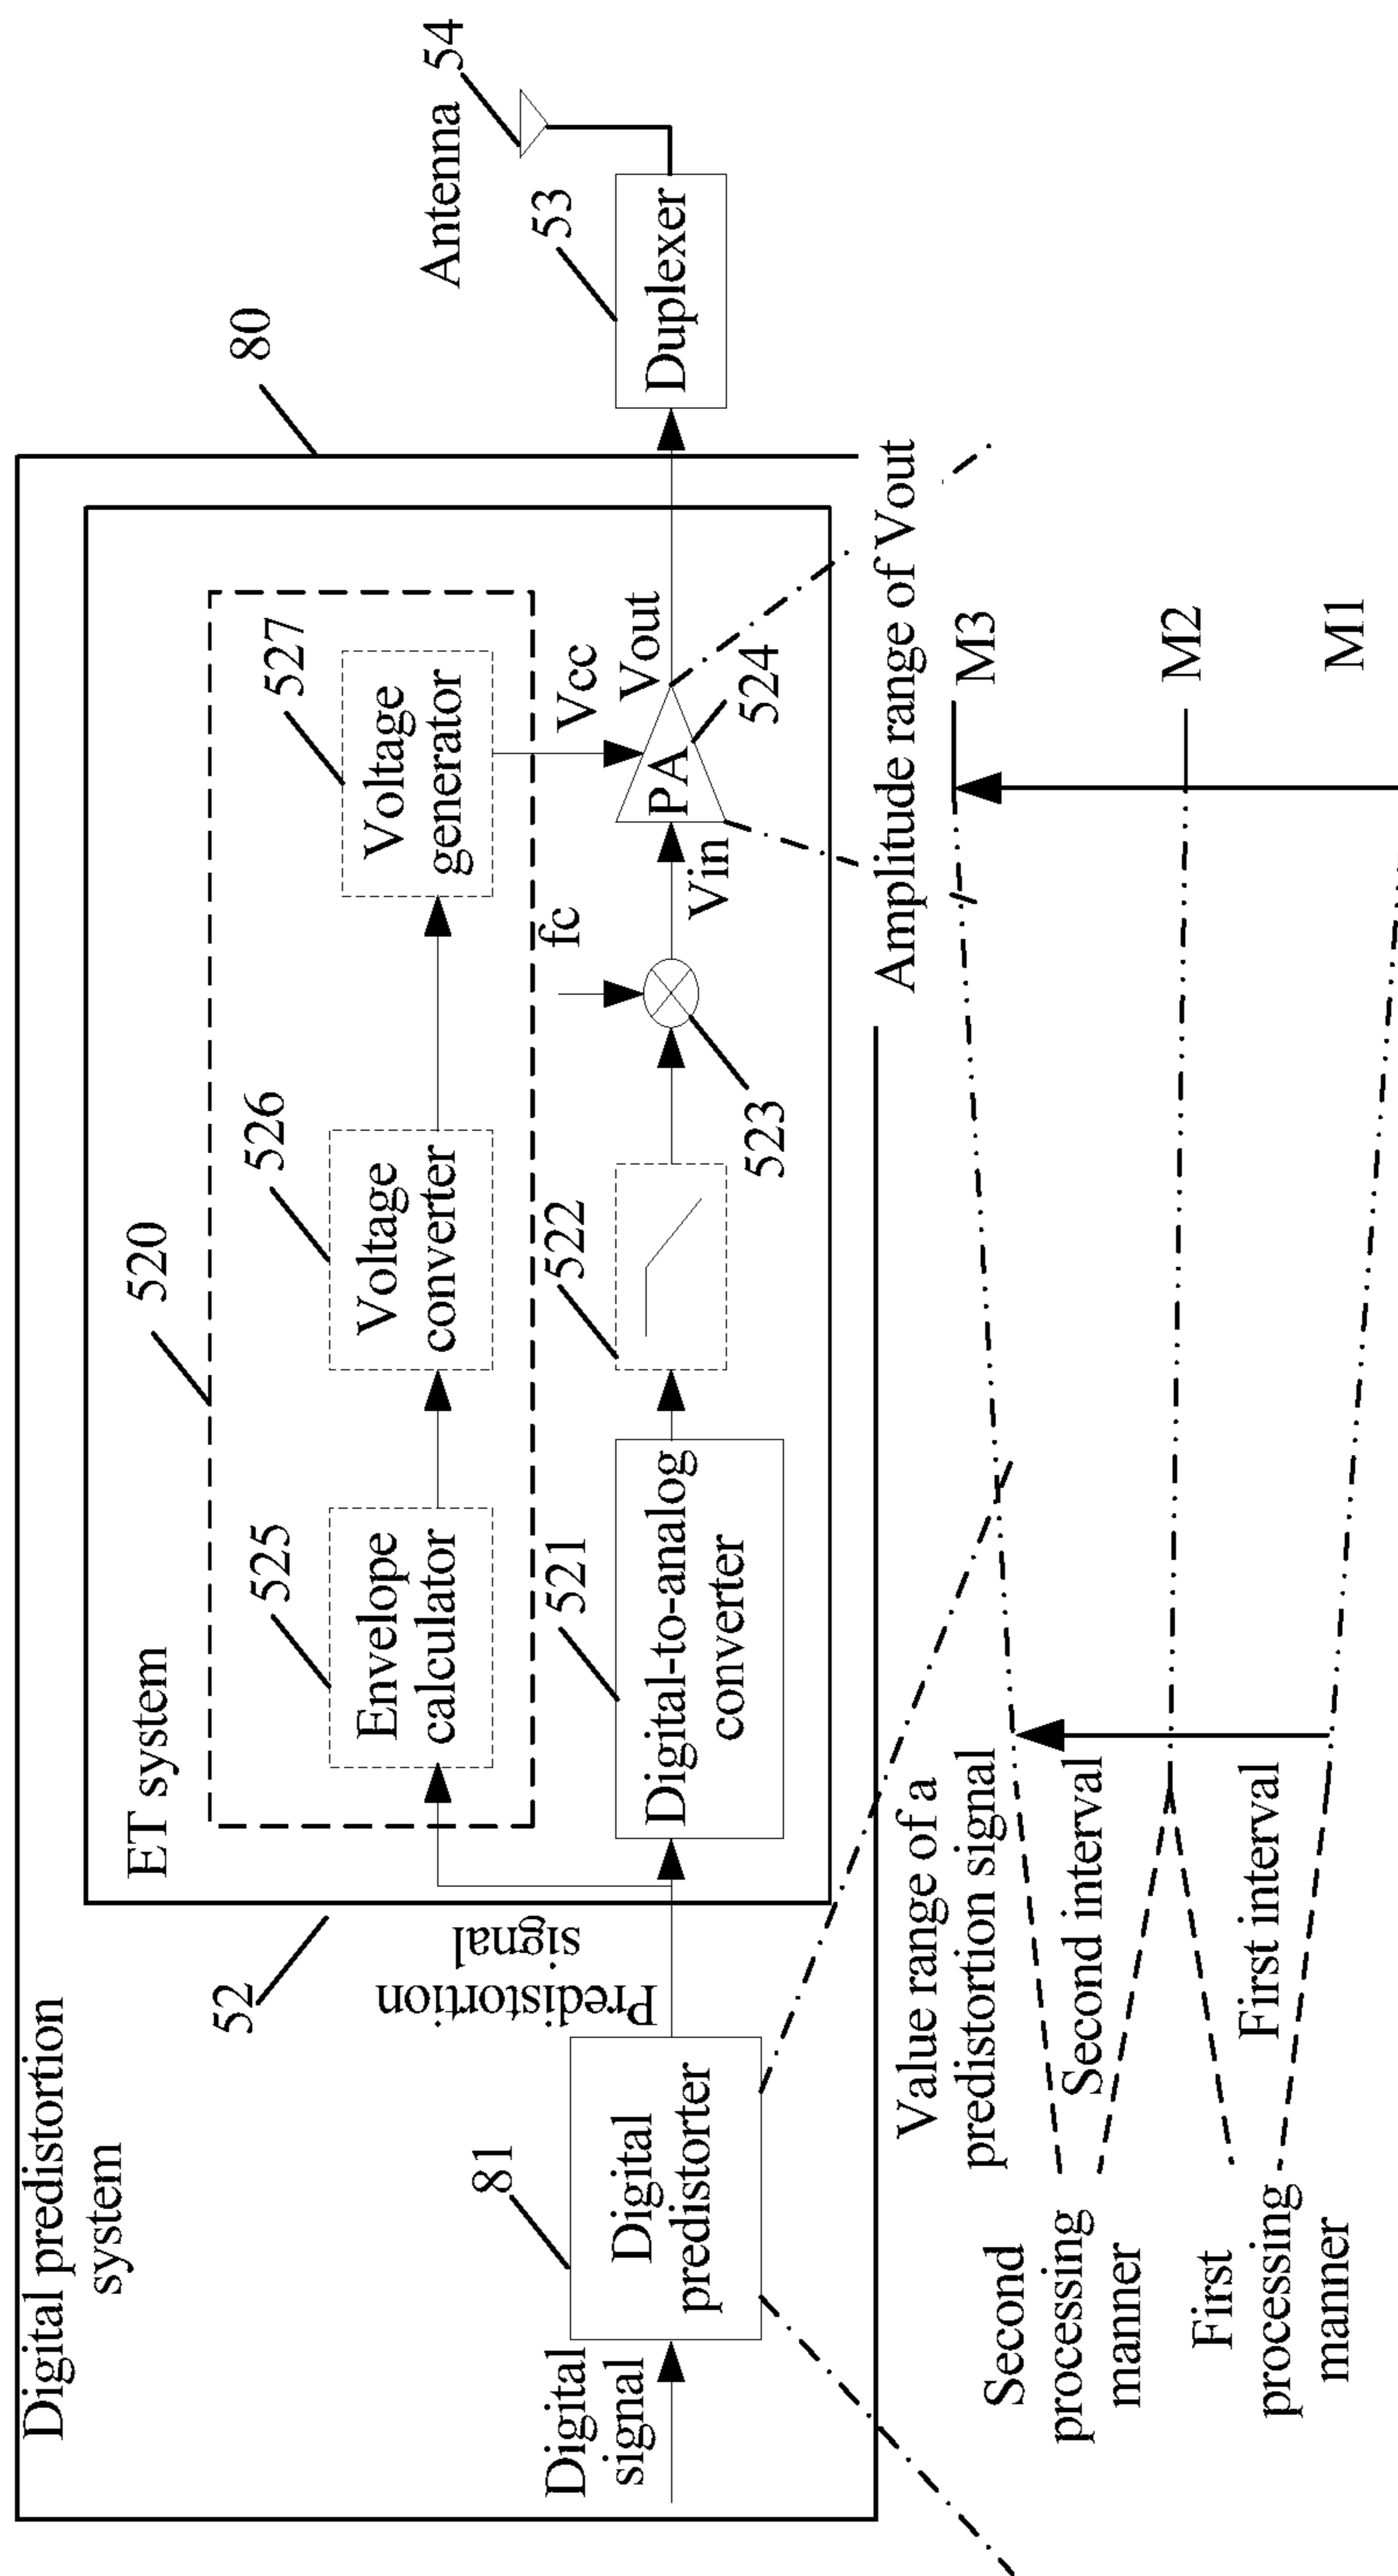 Digital predistortion
system
80
ET system
52
520
525
526
527
Envelope
calculator
Voltage
converter
Voltage
generator
Antenna
54
53
Duplexer
Vcc
fc
Vout
Predistortion
signal
81
Digital
predistorter
Digital
signal
521
Digital-to-analog
converter
522
523
Vin
PA
524
Amplitude range of Vout
Value range of a
predistortion signal
M3
Second
processing
manner
Second interval
M2
First
processing
manner
First interval
M1